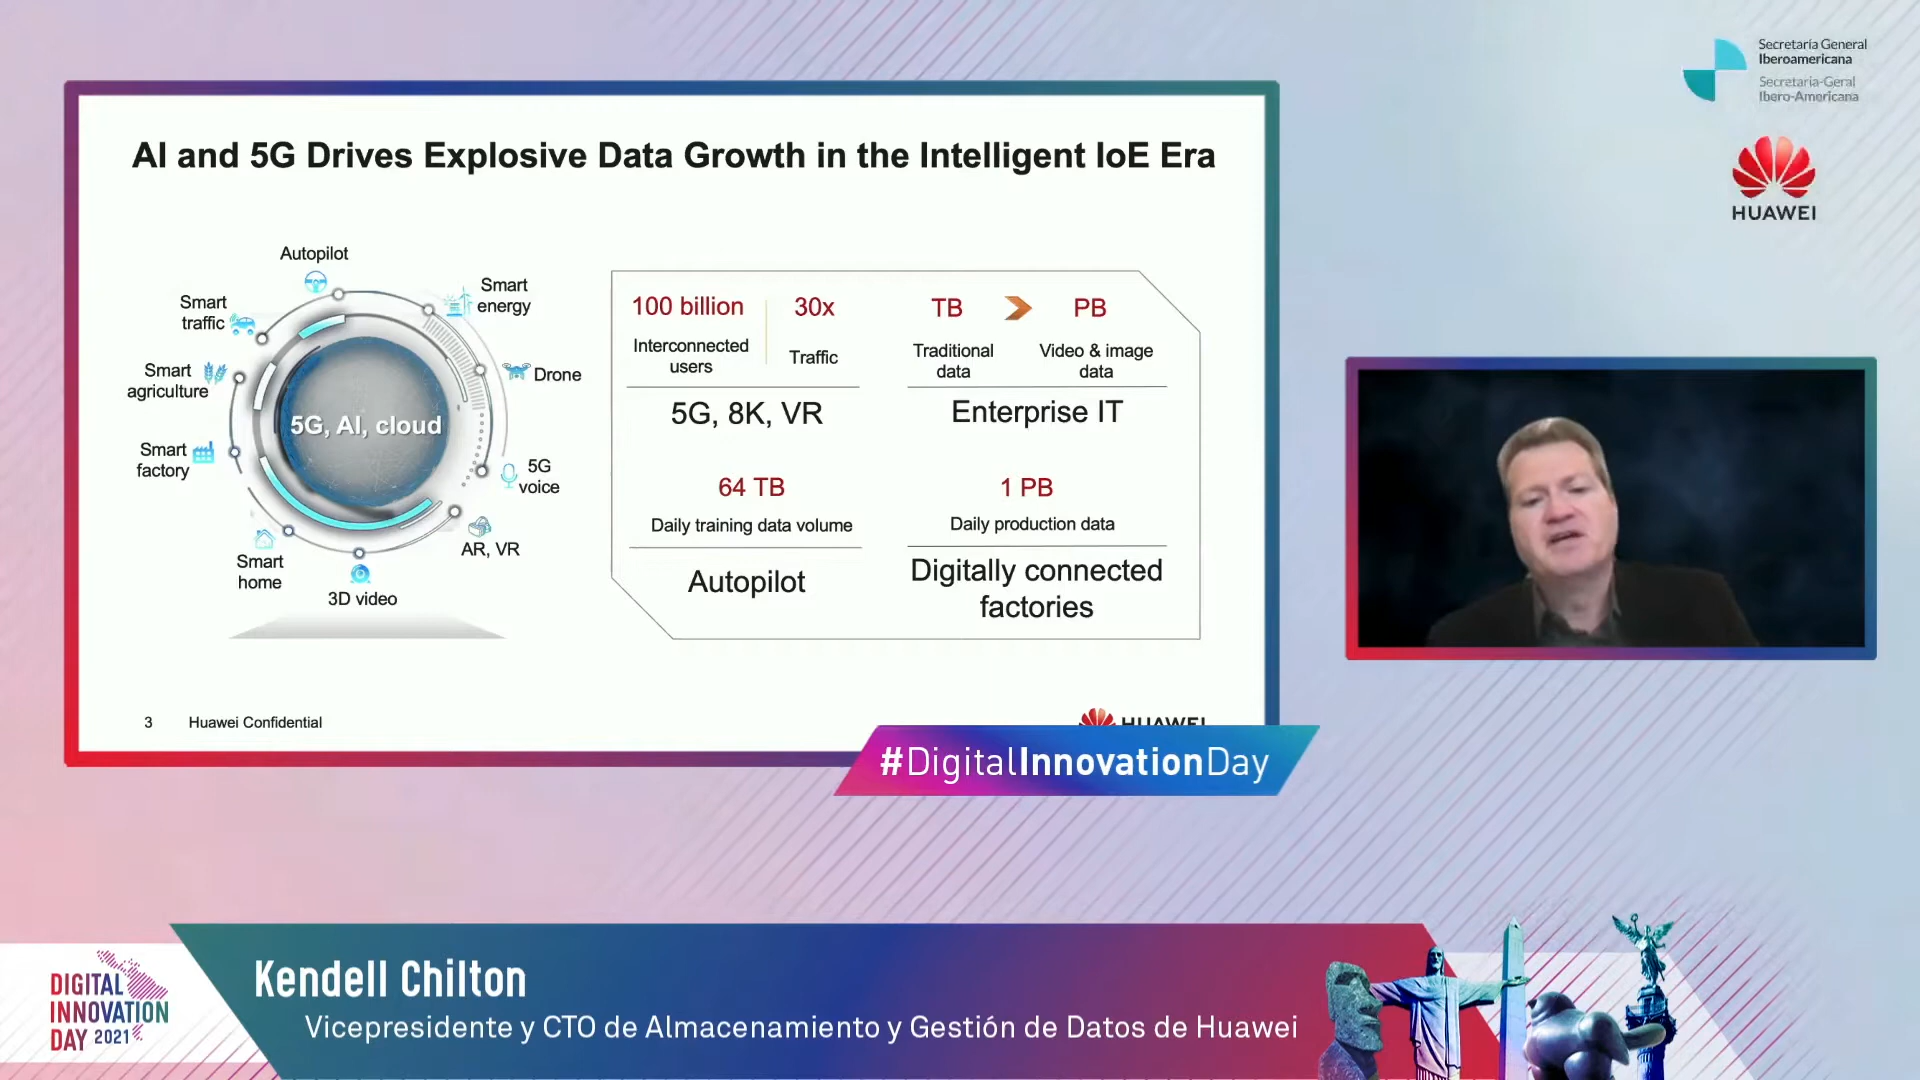 Secretaría General
Iberoamericana
Secretaria-Geral
Ibero-Americana
HUAWEI
AI and 5G Drives Explosive Data Growth in the Intelligent IoE Era
Autopilot
Smart
energy
Smart
traffic
Smart
agriculture
Drone
5G, AI, cloud
Smart
factory
5G
voice
AR, VR
Smart
home
3D video
100 billion
Interconnected
users
30x
Traffic
5G, 8K, VR
TB
Traditional
data
PB
Video & image
data
Enterprise IT
64 TB
Daily training data volume
Autopilot
1 PB
Daily production data
Digitally connected
factories
3 Huawei Confidential
HUAWEI
#DigitalInnovationDay
DIGITAL
INNOVATION
DAY 2021
Kendell Chilton
Vicepresidente y CTO de Almacenamiento y Gestión de Datos de Huawei